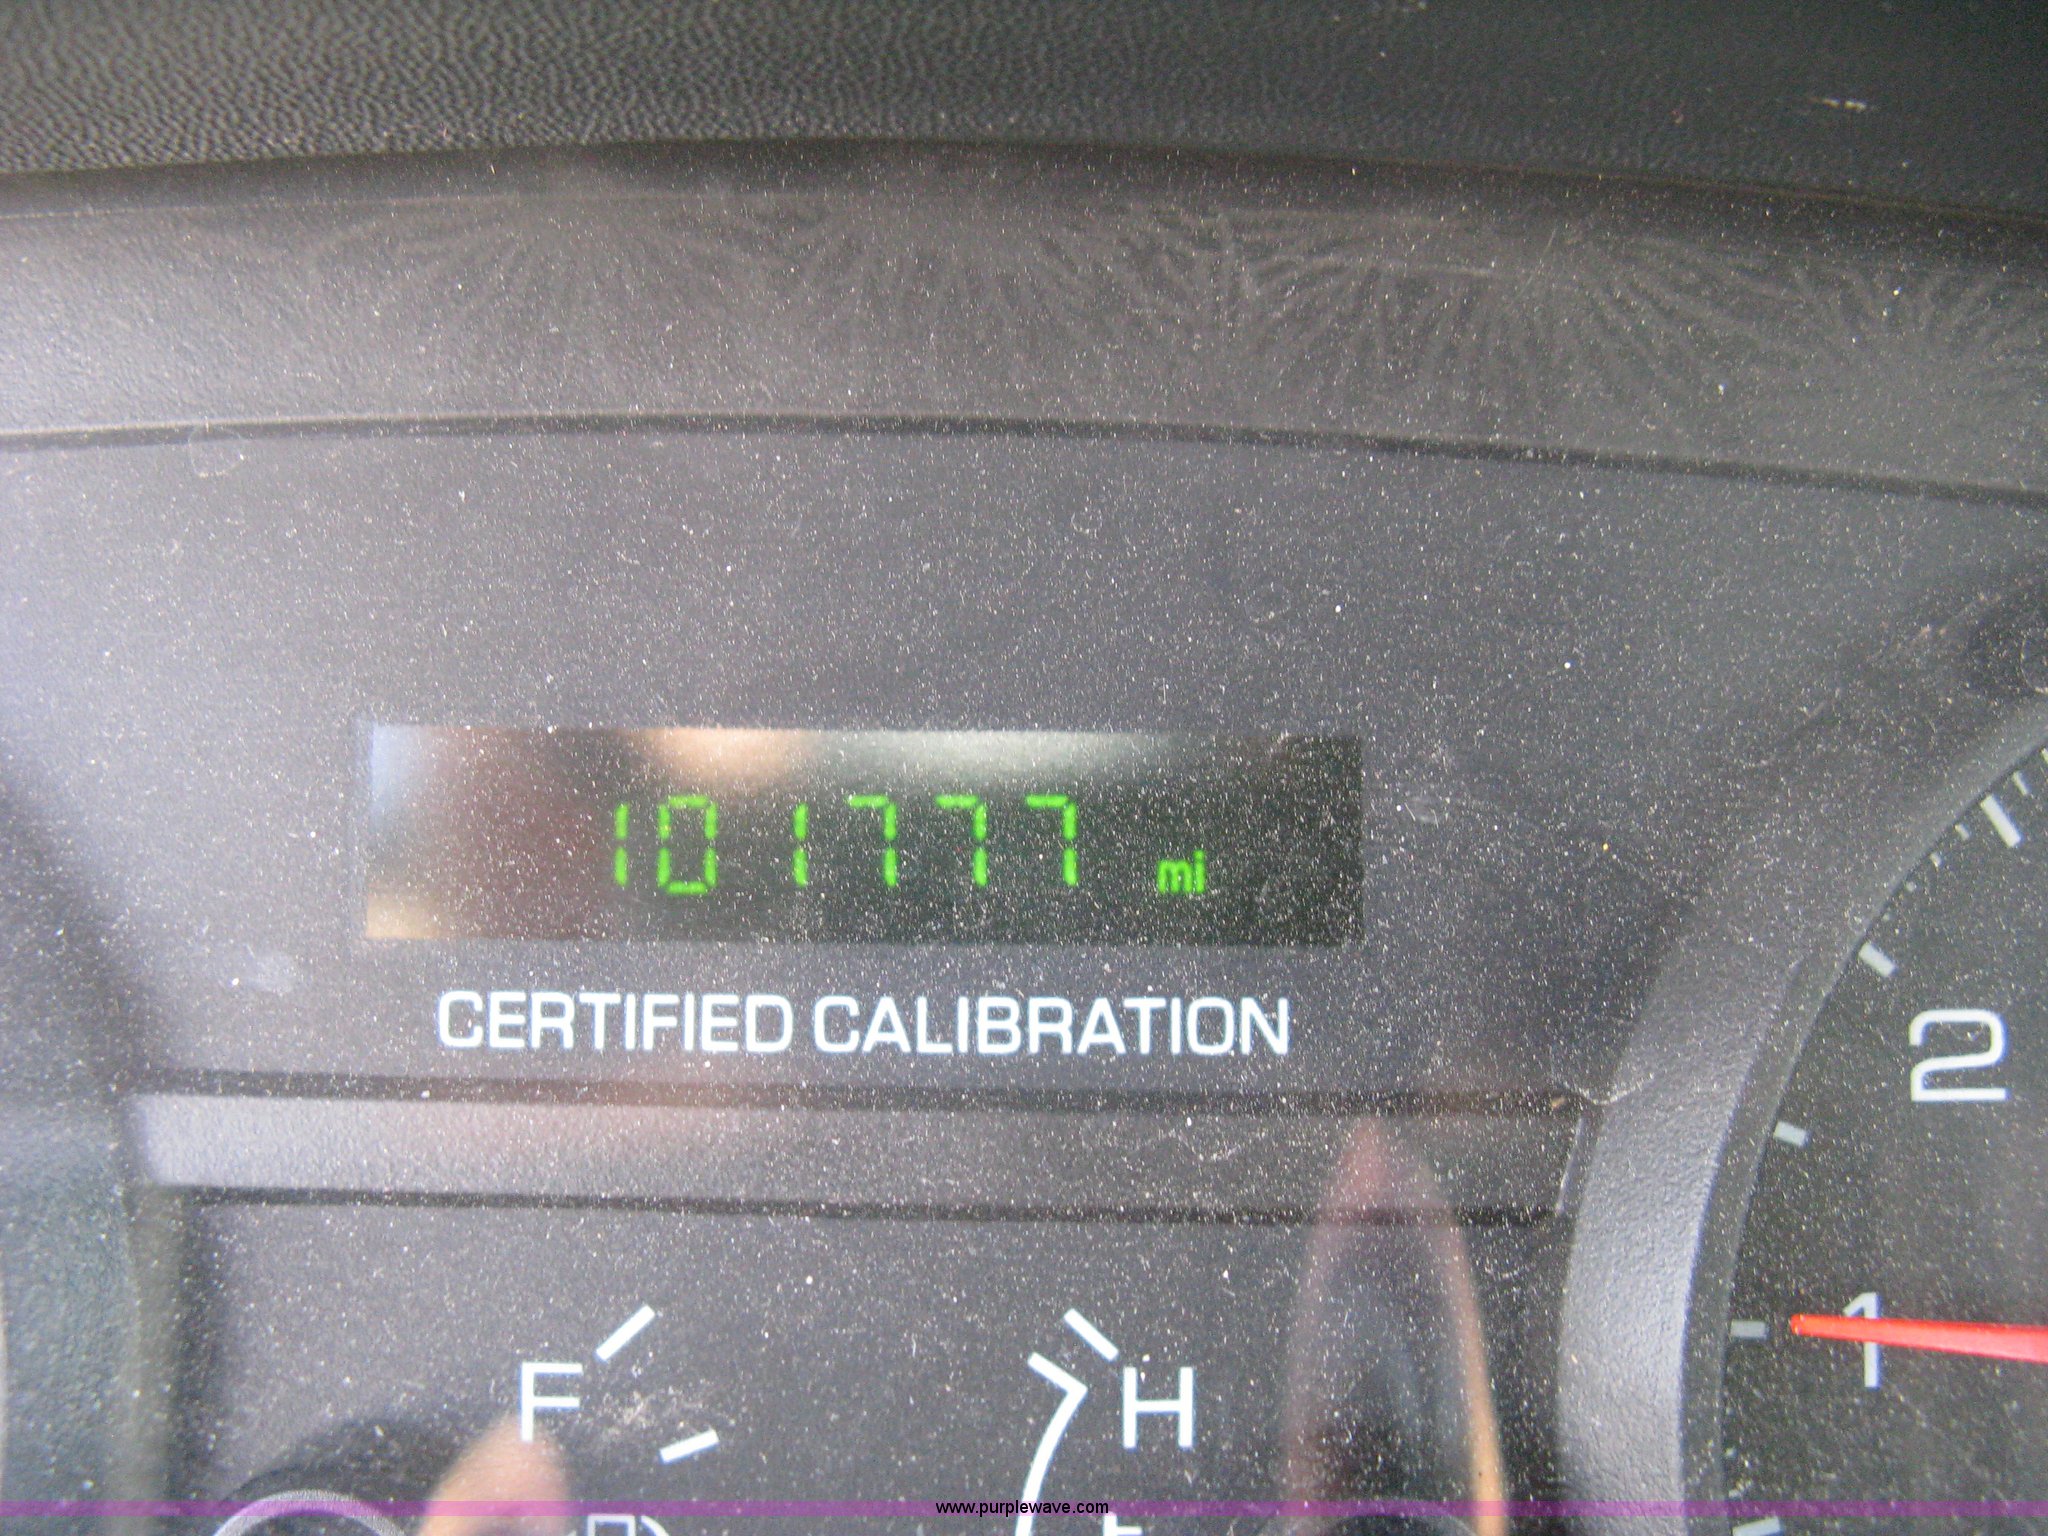 101777 mi
CERTIFIED CALIBRATION
2
1
F
H
www.purplewave.com